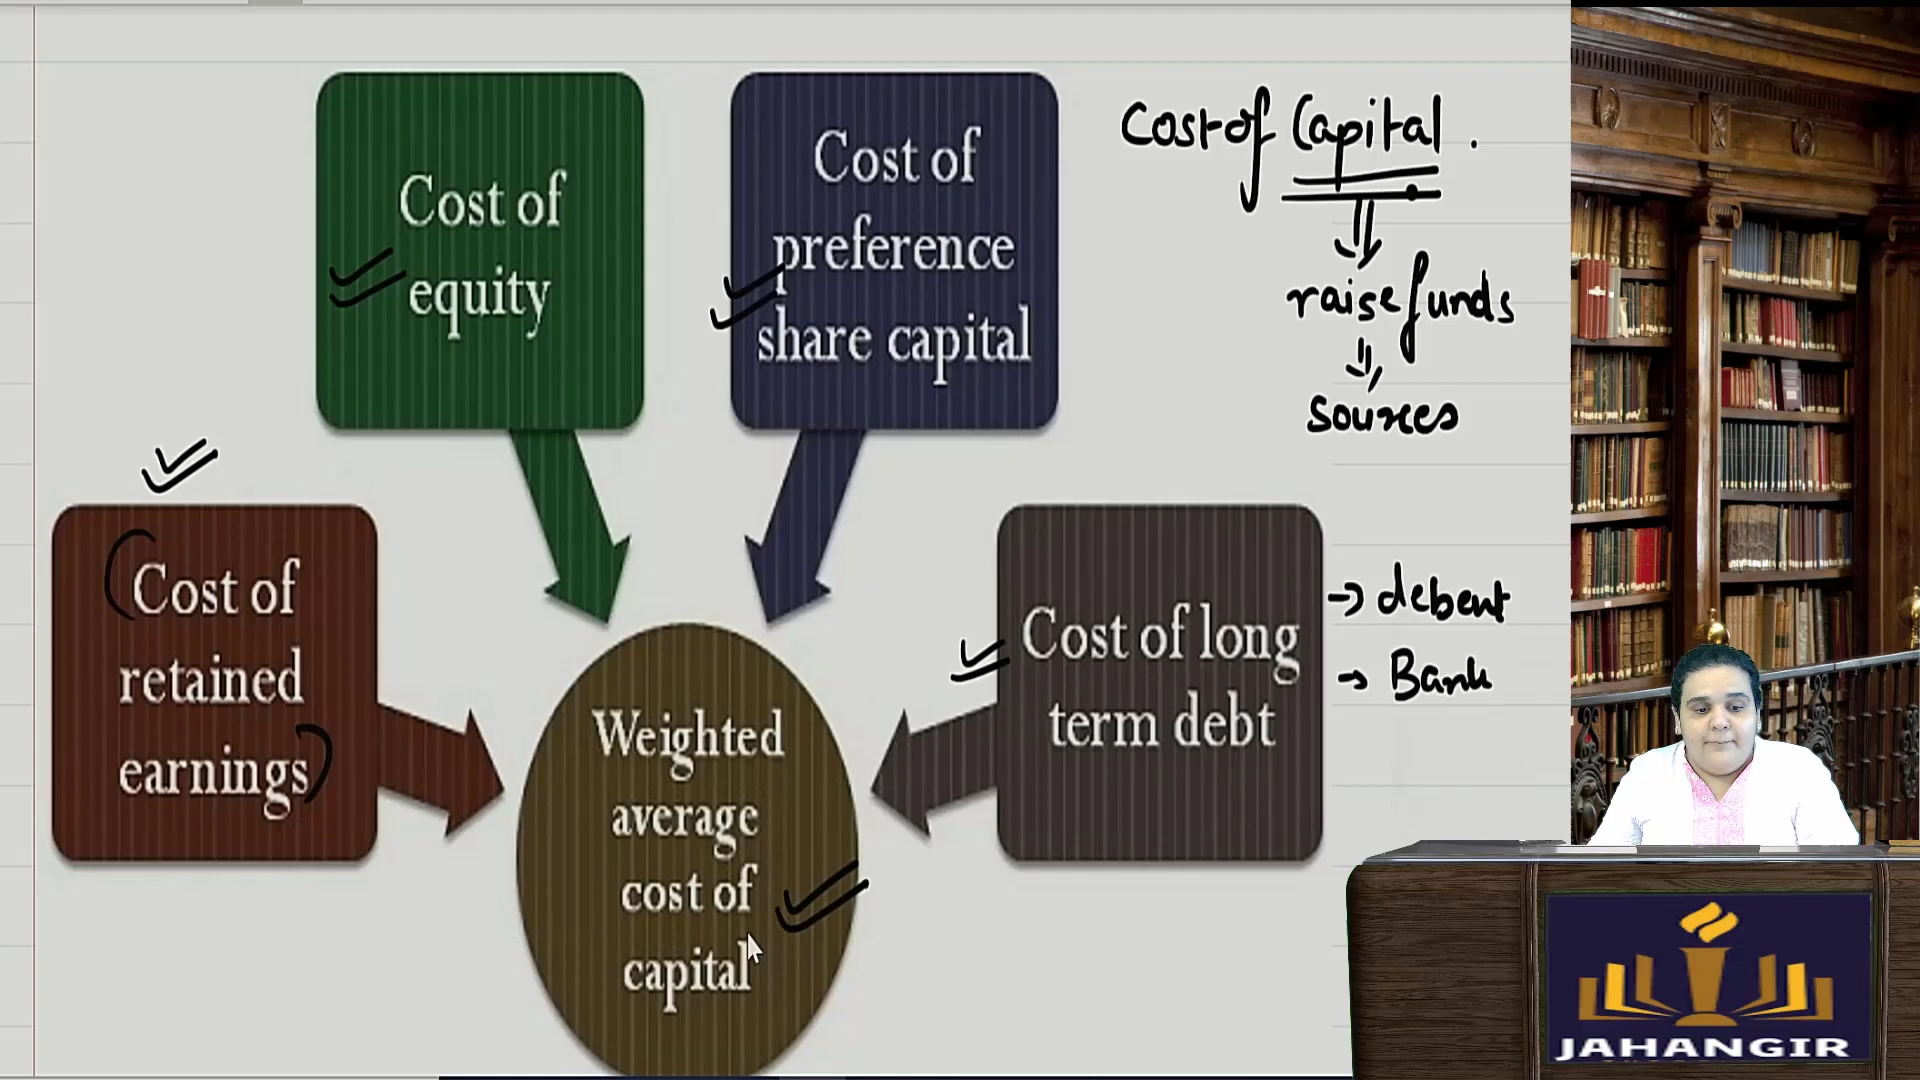 Cost of
equity
Cost of
preference
share capital
Cost of Capital.
raise funds
sources
Cost of
retained
earnings
Cost of long
term debt
→ debent
→ Bank
Weighted
average
cost of
capital
JAHANGIR